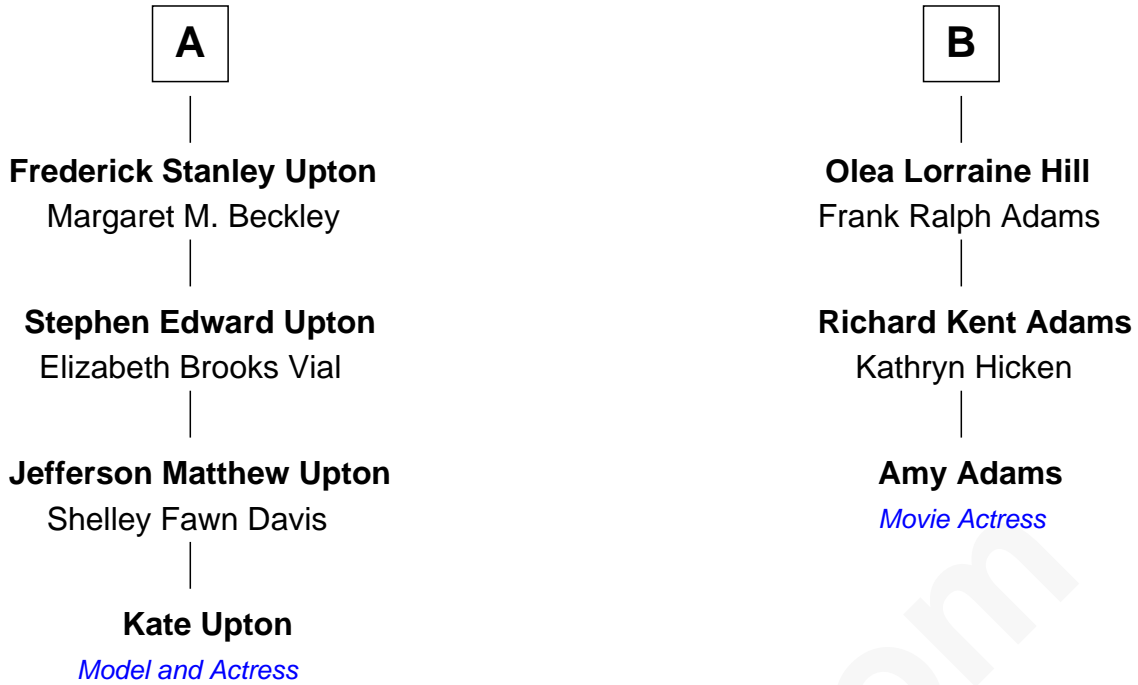 A
Frederick Stanley Upton
Margaret M. Beckley
Stephen Edward Upton
Elizabeth Brooks Vial
Jefferson Matthew Upton
Shelley Fawn Davis
Kate Upton
Model and Actress
B
Olea Lorraine Hill
Frank Ralph Adams
Richard Kent Adams
Kathryn Hicken
Amy Adams
Movie Actress
om